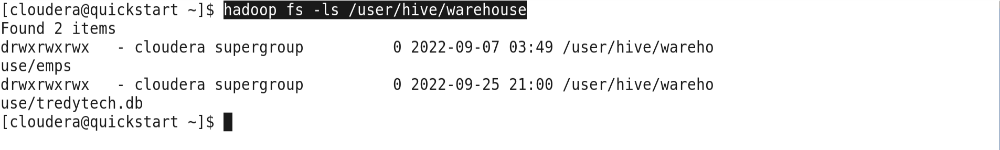 [cloudera@quickstart ~]$ hadoop fs -ls /user/hive/warehouse
Found 2 items
drwxrwxrwx   - cloudera supergroup          0 2022-09-07 03:49 /user/hive/wareho
use/emps
drwxrwxrwx   - cloudera supergroup          0 2022-09-25 21:00 /user/hive/wareho
use/tredytech.db
[cloudera@quickstart ~]$